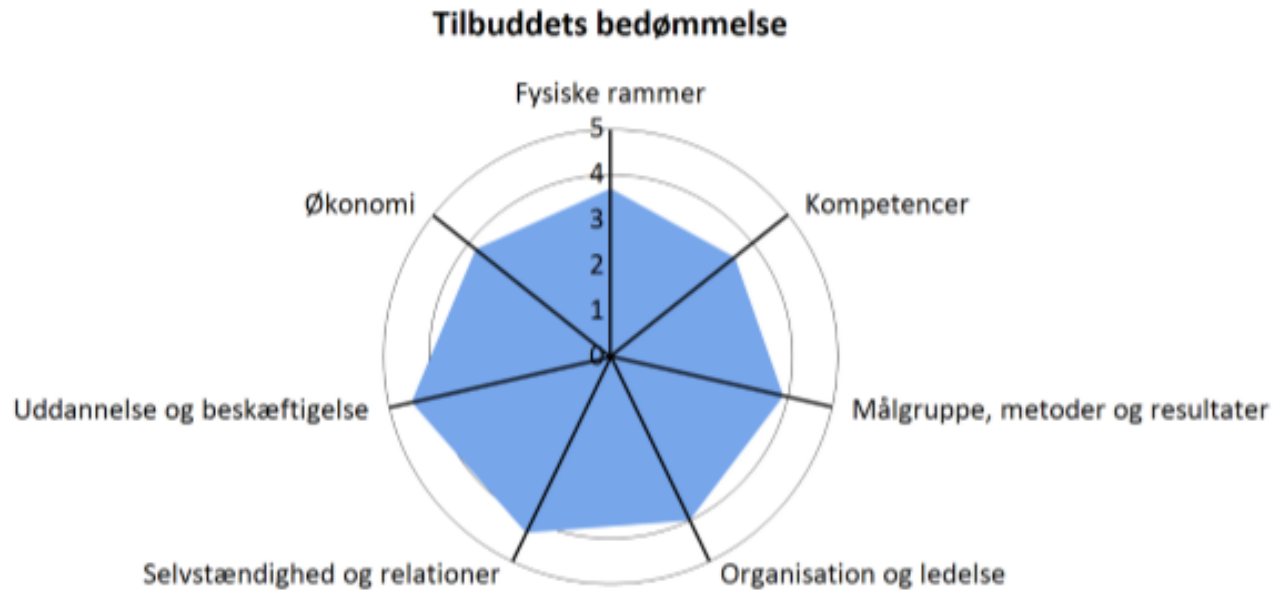 Tilbuddets bedømmelse
Fysiske rammer
5
4
3
2
1
0
Økonomi
Kompetencer
Uddannelse og beskæftigelse
Målgruppe, metoder og resultater
Selvstændighed og relationer
Organisation og ledelse